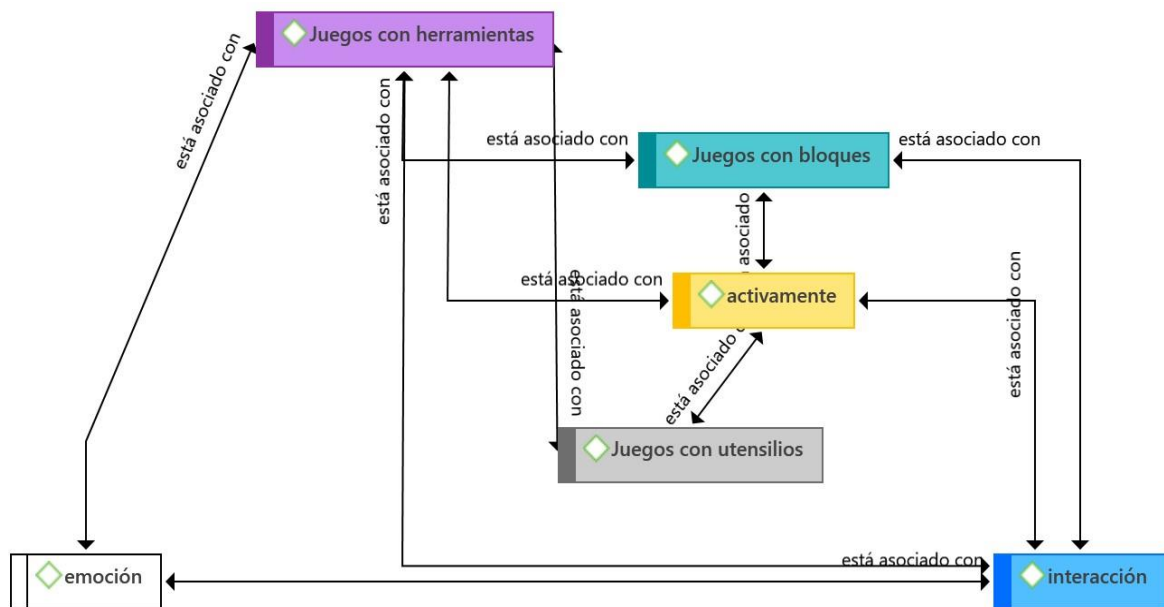 Juegos con herramientas
está asociado con
está asociado con
está asociado con
Juegos con bloques
está asociado con
está asociado
está asociado con
activamente
está asociado con
está asociado con
está asociado c
Juegos con utensilios
está asociado con
emoción
interacción